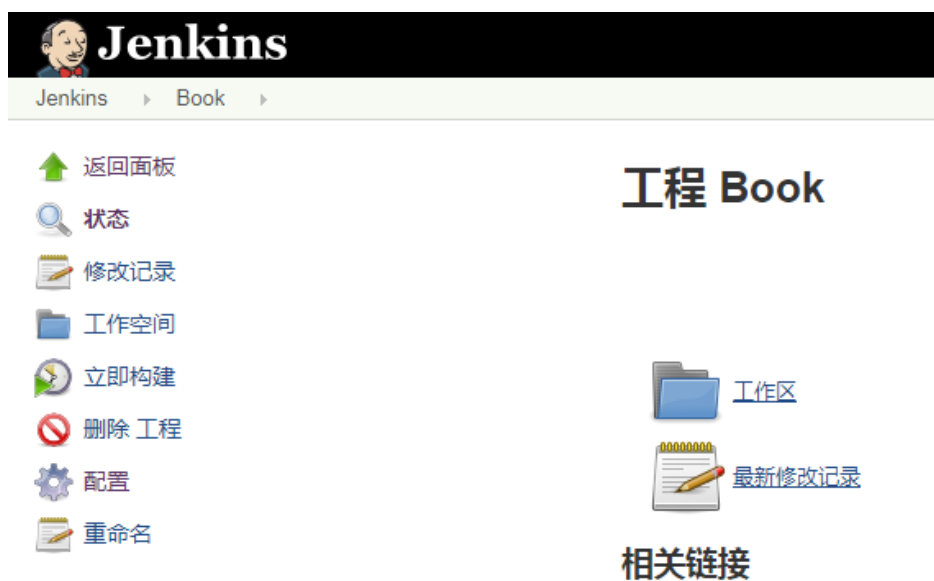 Jenkins
Jenkins Book
返回面板
状态
修改记录
工作空间
立即构建
删除 工程
配置
重命名
工程 Book
工作区
最新修改记录
相关链接